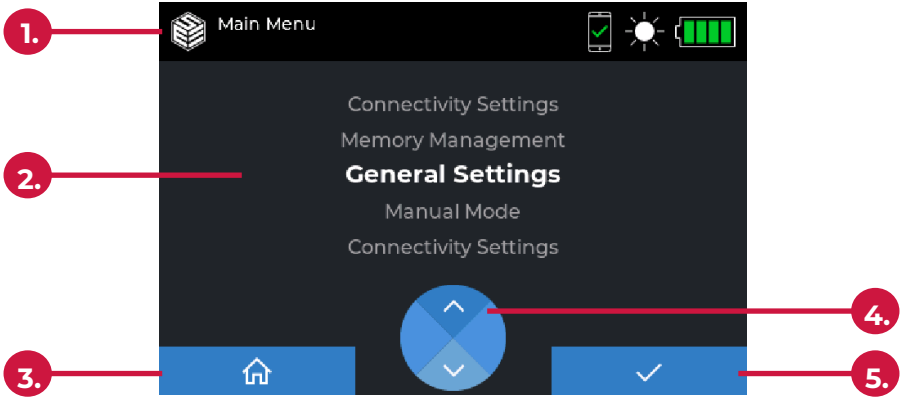 1.
Main Menu
Connectivity Settings
Memory Management
2.
General Settings
Manual Mode
Connectivity Settings
4.
3.
5.